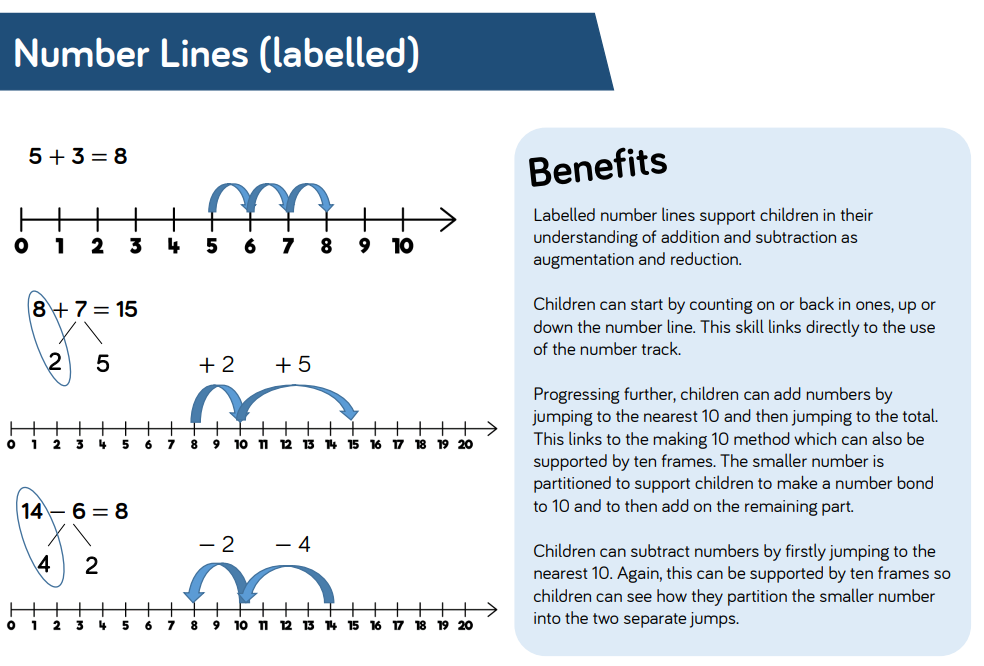 Number Lines (labelled)
5 + 3 = 8
0 1 2 3 4 5 6 7 8 9 10
8 + 7 = 15
2 5
+ 2 + 5
0 1 2 3 4 5 6 7 8 9 10 11 12 13 14 15 16 17 18 19 20
14 − 6 = 8
4 2
− 2 − 4
0 1 2 3 4 5 6 7 8 9 10 11 12 13 14 15 16 17 18 19 20
Benefits
Labelled number lines support children in their
understanding of addition and subtraction as
augmentation and reduction.
Children can start by counting on or back in ones, up or
down the number line. This skill links directly to the use
of the number track.
Progressing further, children can add numbers by
jumping to the nearest 10 and then jumping to the total.
This links to the making 10 method which can also be
supported by ten frames. The smaller number is
partitioned to support children to make a number bond
to 10 and to then add on the remaining part.
Children can subtract numbers by firstly jumping to the
nearest 10. Again, this can be supported by ten frames so
children can see how they partition the smaller number
into the two separate jumps.